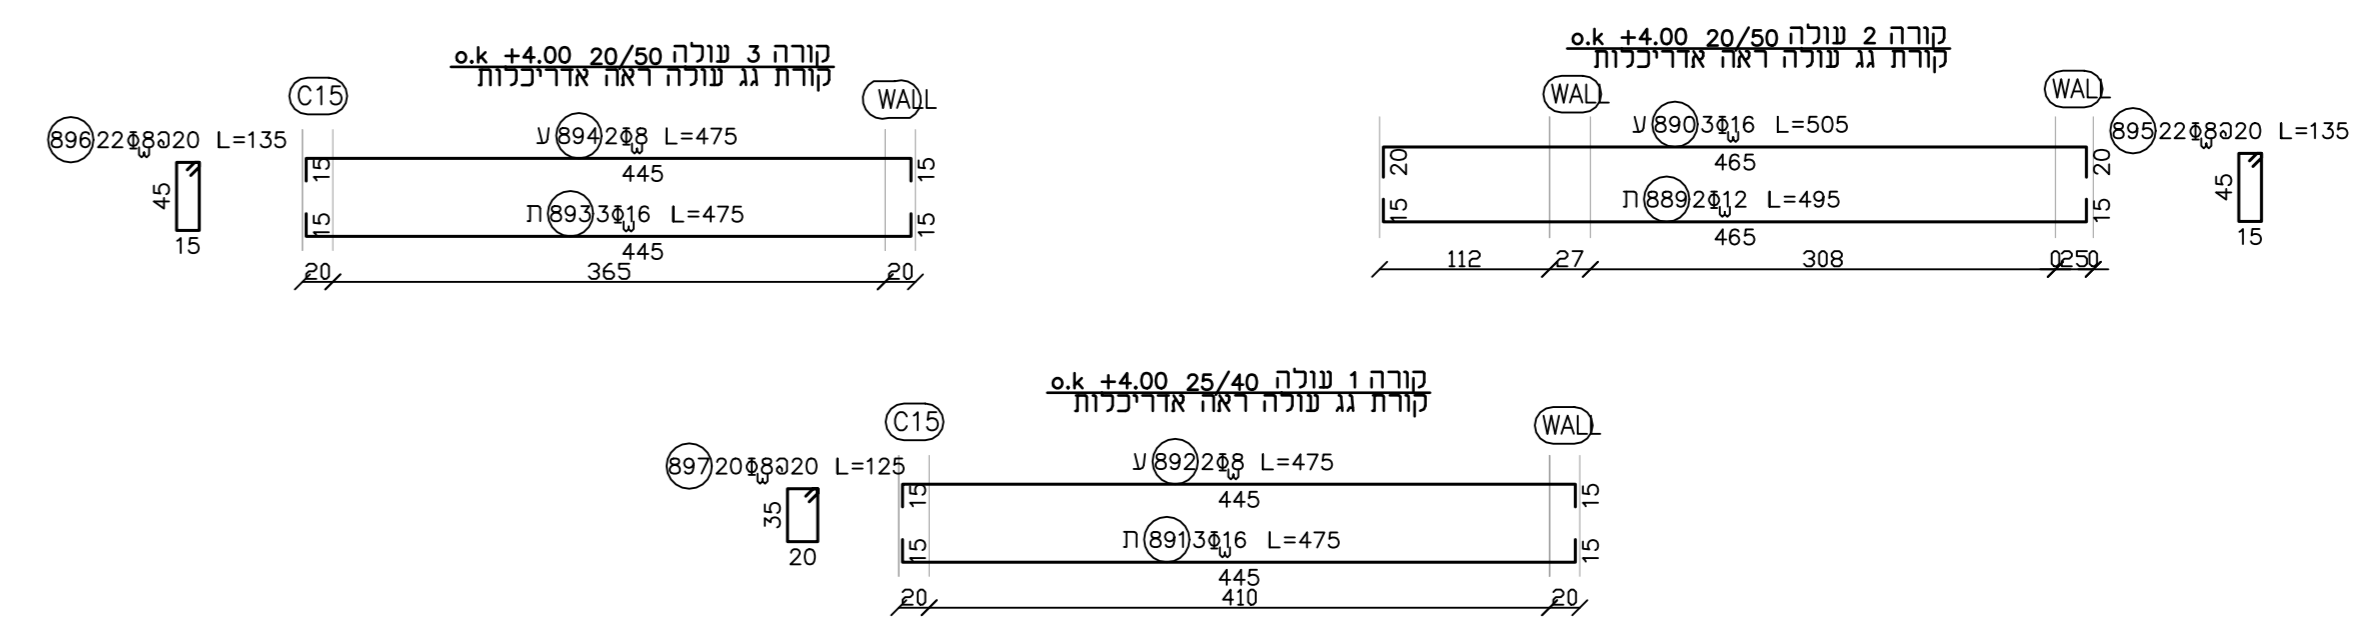 קורה 3 עולה 20/50 o.k +4.00
קורת גג עולה ראה אדריכלות
C15
WALL
896 22Φ8@20 L=135
45
15
ע 894 2Φ8 L=475
15
445
15
ת 893 3Φ16 L=475
15
445
15
20
365
20
קורה 2 עולה 20/50 o.k +4.00
קורת גג עולה ראה אדריכלות
WALL
WALL
ע 890 3Φ16 L=505
20
465
20
ת 889 2Φ12 L=495
15
465
15
112
27
308
895 22Φ8@20 L=135
45
15
קורה 1 עולה 25/40 o.k +4.00
קורת גג עולה ראה אדריכלות
C15
WALL
897 20Φ8@20 L=125
35
20
ע 892 2Φ8 L=475
15
445
15
ת 891 3Φ16 L=475
15
445
15
20
410
20